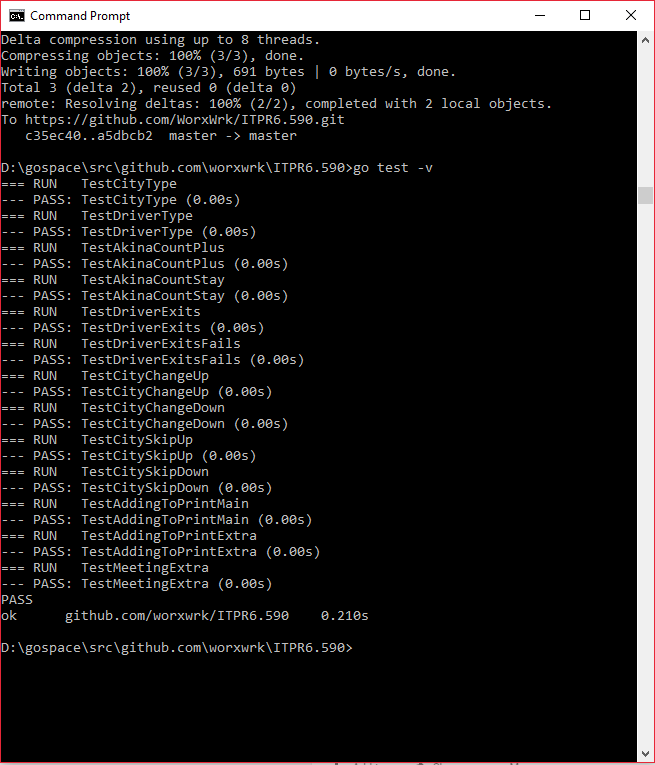 Command Prompt
Delta compression using up to 8 threads.
Compressing objects: 100% (3/3), done.
Writing objects: 100% (3/3), 691 bytes | 0 bytes/s, done.
Total 3 (delta 2), reused 0 (delta 0)
remote: Resolving deltas: 100% (2/2), completed with 2 local objects.
To https://github.com/WorxWrk/ITPR6.590.git
   c35ec40..a5dbcb2  master -> master
D:\gospace\src\github.com\worxwrk\ITPR6.590>go test -v
=== RUN   TestCityType
--- PASS: TestCityType (0.00s)
=== RUN   TestDriverType
--- PASS: TestDriverType (0.00s)
=== RUN   TestAkinaCountPlus
--- PASS: TestAkinaCountPlus (0.00s)
=== RUN   TestAkinaCountStay
--- PASS: TestAkinaCountStay (0.00s)
=== RUN   TestDriverExits
--- PASS: TestDriverExits (0.00s)
=== RUN   TestDriverExitsFails
--- PASS: TestDriverExitsFails (0.00s)
=== RUN   TestCityChangeUp
--- PASS: TestCityChangeUp (0.00s)
=== RUN   TestCityChangeDown
--- PASS: TestCityChangeDown (0.00s)
=== RUN   TestCitySkipUp
--- PASS: TestCitySkipUp (0.00s)
=== RUN   TestCitySkipDown
--- PASS: TestCitySkipDown (0.00s)
=== RUN   TestAddingToPrintMain
--- PASS: TestAddingToPrintMain (0.00s)
=== RUN   TestAddingToPrintExtra
--- PASS: TestAddingToPrintExtra (0.00s)
=== RUN   TestMeetingExtra
--- PASS: TestMeetingExtra (0.00s)
PASS
ok      github.com/worxwrk/ITPR6.590    0.210s
D:\gospace\src\github.com\worxwrk\ITPR6.590>